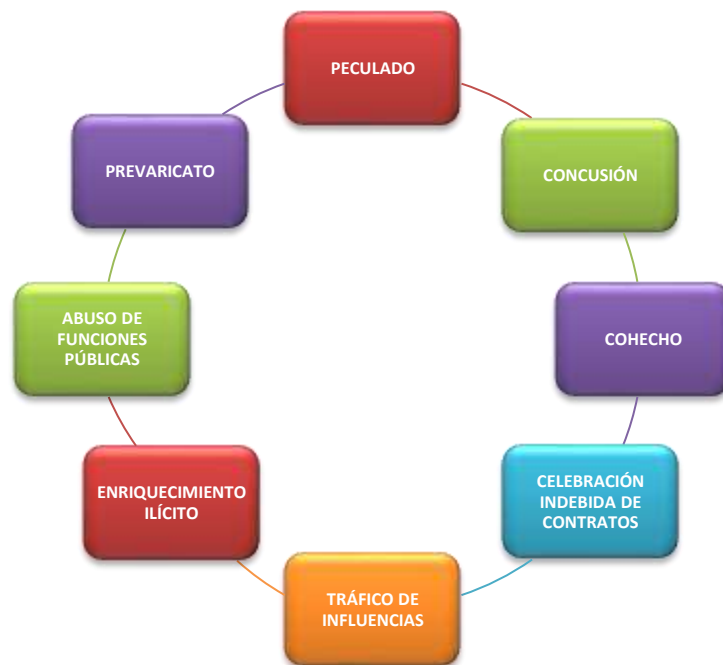 PECULADO
CONCUSIÓN
COHECHO
CELEBRACIÓN
INDEBIDA DE
CONTRATOS
TRÁFICO DE
INFLUENCIAS
ENRIQUECIMIENTO
ILÍCITO
ABUSO DE
FUNCIONES
PÚBLICAS
PREVARICATO